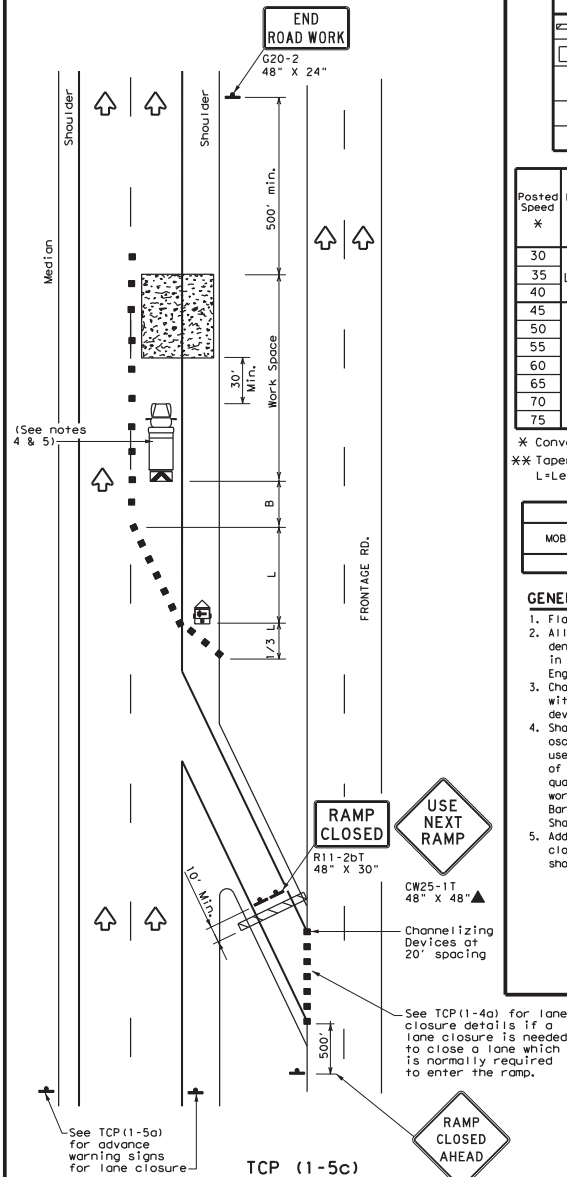 END
ROAD WORK
G20-2
48" X 24"
Shoulder
Shoulder
500' min.
Median
30'
Min.
Work Space
(See notes
4 & 5)
B
L
1/3 L
FRONTAGE RD.
RAMP
CLOSED
R11-2bT
48" X 30"
USE
NEXT
RAMP
CW25-1T
48" X 48"
10' Min.
Channelizing
Devices at
20' spacing
See TCP(1-4a) for lane
closure details if a
lane closure is needed
to close a lane which
is normally required
to enter the ramp.
500'
RAMP
CLOSED
AHEAD
See TCP(1-5a)
for advance
warning signs
for lane closure
TCP (1-5c)
Posted
Speed
*
30
35
40
45
50
55
60
65
70
75
* Conv
** Taper
L=Le
MOB
GENE
1. Fla
2. All
den
in
Eng
3. Cha
wit
dev
4. Sha
osc
use
of
qua
wor
Bar
Sha
5. Add
clo
sho